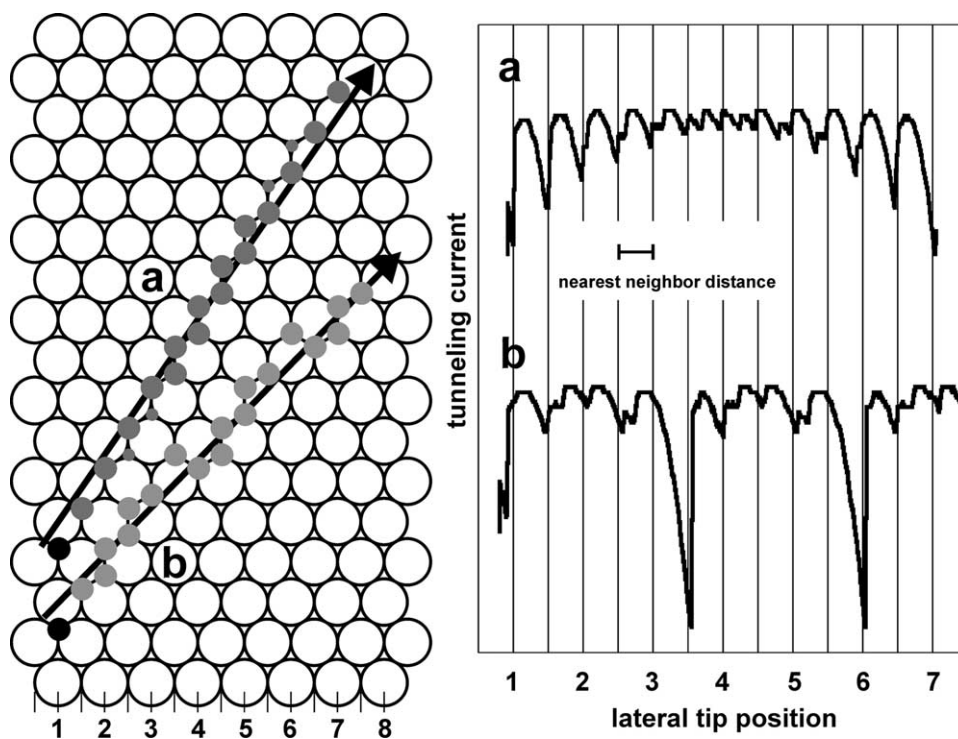 a
b
1 2 3 4 5 6 7 8
a
nearest neighbor distance
b
tunneling current
1 2 3 4 5 6 7
lateral tip position